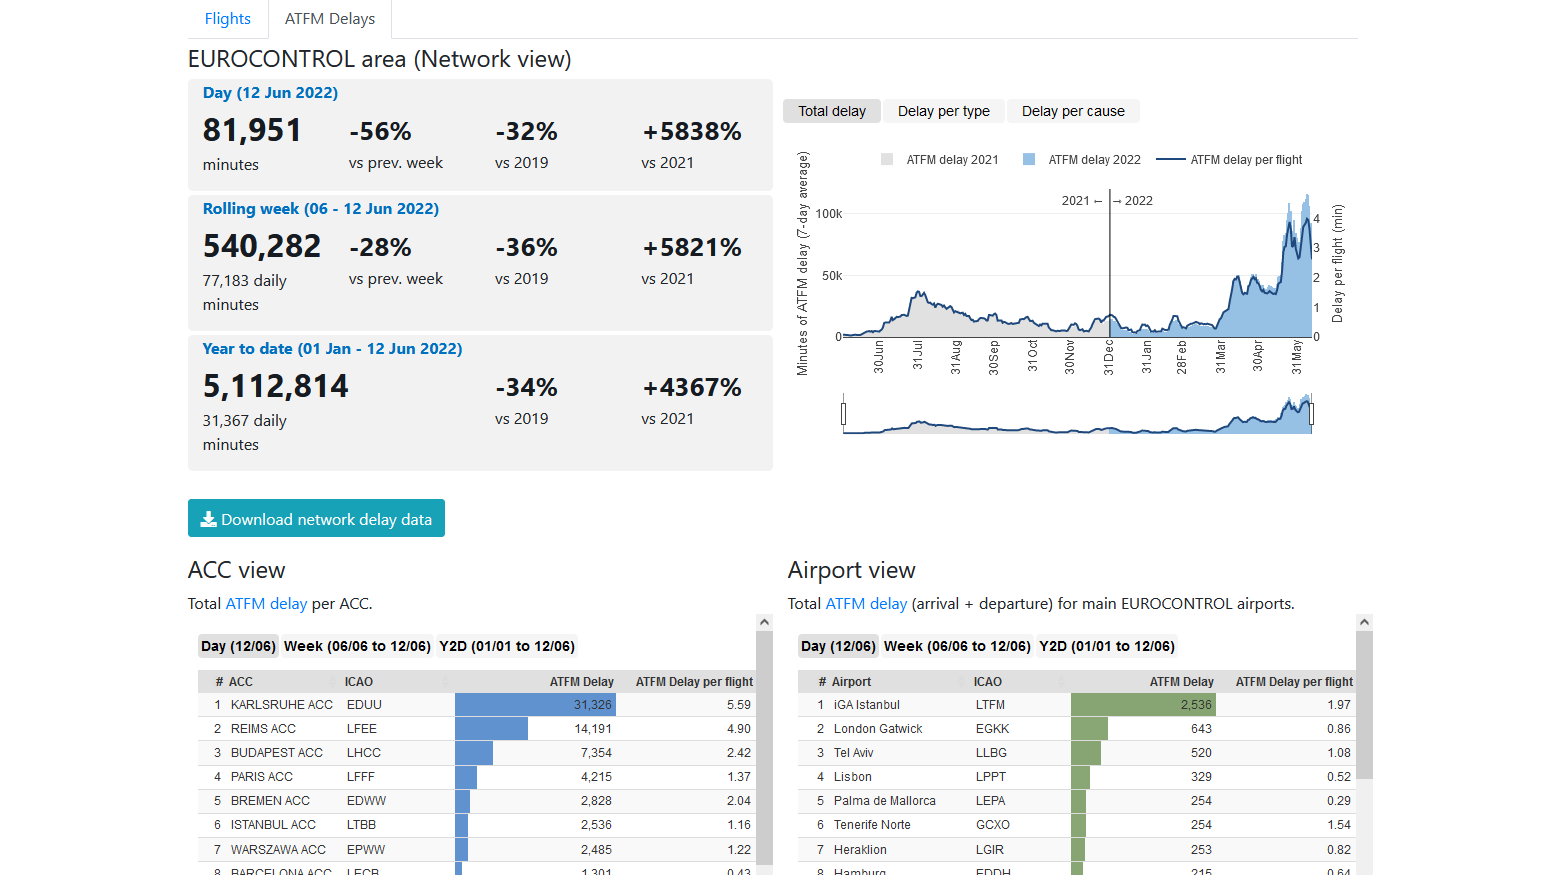 Flights
ATFM Delays
EUROCONTROL area (Network view)
Day (12 Jun 2022)
81,951 -56% -32% +5838%
minutes vs prev. week vs 2019 vs 2021
Rolling week (06 - 12 Jun 2022)
540,282 -28% -36% +5821%
77,183 daily vs prev. week vs 2019 vs 2021
minutes
Year to date (01 Jan - 12 Jun 2022)
5,112,814 -34% +4367%
31,367 daily vs 2019 vs 2021
minutes
Total delay Delay per type Delay per cause
ATFM delay 2021 ATFM delay 2022 ATFM delay per flight
Minutes of ATFM delay (7-day average)
100k
50k
0
2021 ← → 2022
4
3
2
1
0
Delay per flight (min)
30Jun 31Jul 31Aug 30Sep 31Oct 30Nov 31Dec 31Jan 28Feb 31Mar 30Apr 31May
Download network delay data
ACC view
Total ATFM delay per ACC.
Day (12/06) Week (06/06 to 12/06) Y2D (01/01 to 12/06)
# ACC ICAO ATFM Delay ATFM Delay per flight
1 KARLSRUHE ACC EDUU 31,326 5.59
2 REIMS ACC LFEE 14,191 4.90
3 BUDAPEST ACC LHCC 7,354 2.42
4 PARIS ACC LFFF 4,215 1.37
5 BREMEN ACC EDWW 2,828 2.04
6 ISTANBUL ACC LTBB 2,536 1.16
7 WARSZAWA ACC EPWW 2,485 1.22
8 BARCELONA ACC LECB 1,301 0.43
Airport view
Total ATFM delay (arrival + departure) for main EUROCONTROL airports.
Day (12/06) Week (06/06 to 12/06) Y2D (01/01 to 12/06)
# Airport ICAO ATFM Delay ATFM Delay per flight
1 iGA Istanbul LTFM 2,536 1.97
2 London Gatwick EGKK 643 0.86
3 Tel Aviv LLBG 520 1.08
4 Lisbon LPPT 329 0.52
5 Palma de Mallorca LEPA 254 0.29
6 Tenerife Norte GCXO 254 1.54
7 Heraklion LGIR 253 0.82
8 Hamburg EDDH 215 0.64